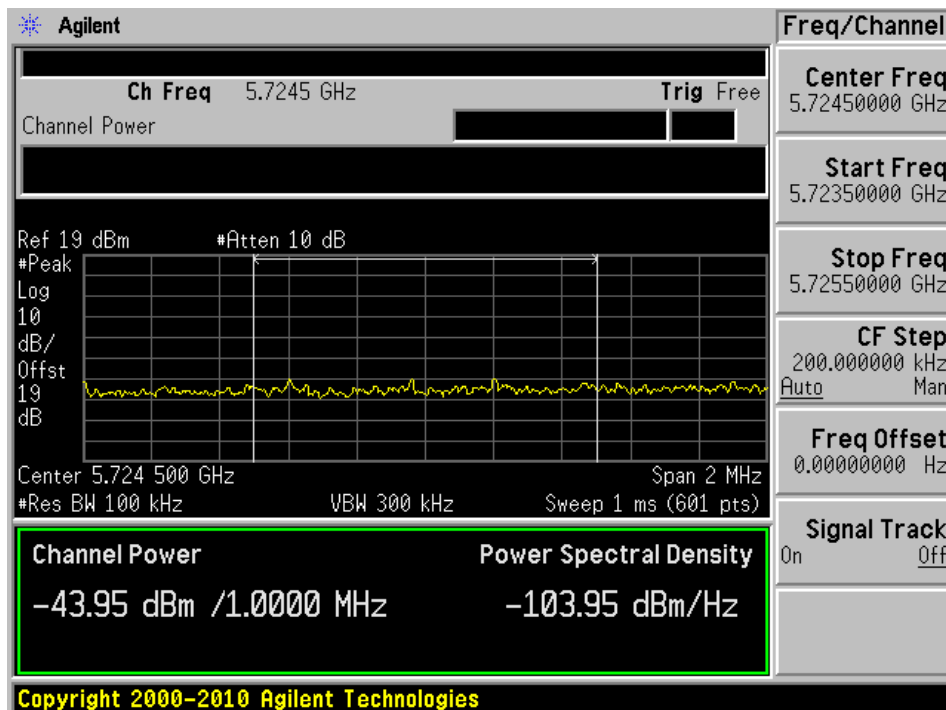 Agilent
Ch Freq 5.7245 GHz Trig Free
Channel Power
Ref 19 dBm #Atten 10 dB
#Peak
Log
10
dB/
Offst
19
dB
Center 5.724 500 GHz Span 2 MHz
#Res BW 100 kHz VBW 300 kHz Sweep 1 ms (601 pts)
Channel Power Power Spectral Density
-43.95 dBm /1.0000 MHz -103.95 dBm/Hz
Copyright 2000-2010 Agilent Technologies
Freq/Channel
Center Freq
5.72450000 GHz
Start Freq
5.72350000 GHz
Stop Freq
5.72550000 GHz
CF Step
200.000000 kHz
Auto Man
Freq Offset
0.00000000 Hz
Signal Track
On Off